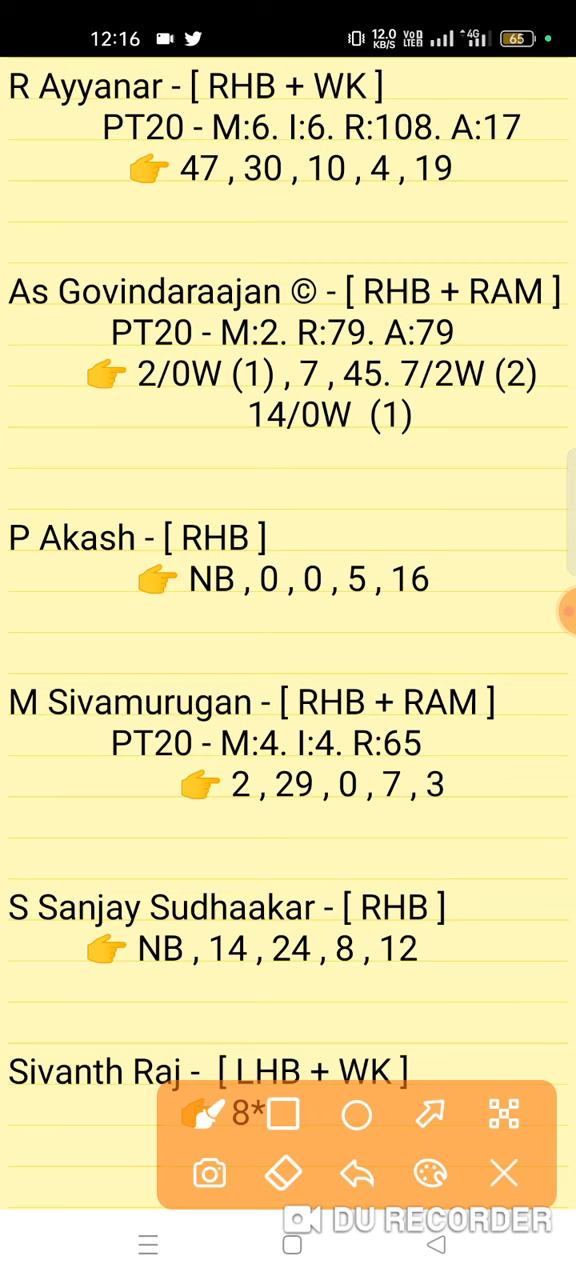 12:16 12.0 KB/S VoD LTE 4G 65
R Ayyanar - [ RHB + WK ]
PT20 - M:6. I:6. R:108. A:17
👉 47 , 30 , 10 , 4 , 19
As Govindaraajan © - [ RHB + RAM ]
PT20 - M:2. R:79. A:79
👉 2/0W (1) , 7 , 45. 7/2W (2)
14/0W (1)
P Akash - [ RHB ]
👉 NB , 0 , 0 , 5 , 16
M Sivamurugan - [ RHB + RAM ]
PT20 - M:4. I:4. R:65
👉 2 , 29 , 0 , 7 , 3
S Sanjay Sudhaakar - [ RHB ]
👉 NB , 14 , 24 , 8 , 12
Sivanth Raj - [ LHB + WK ]
👉 8*
DU RECORDER